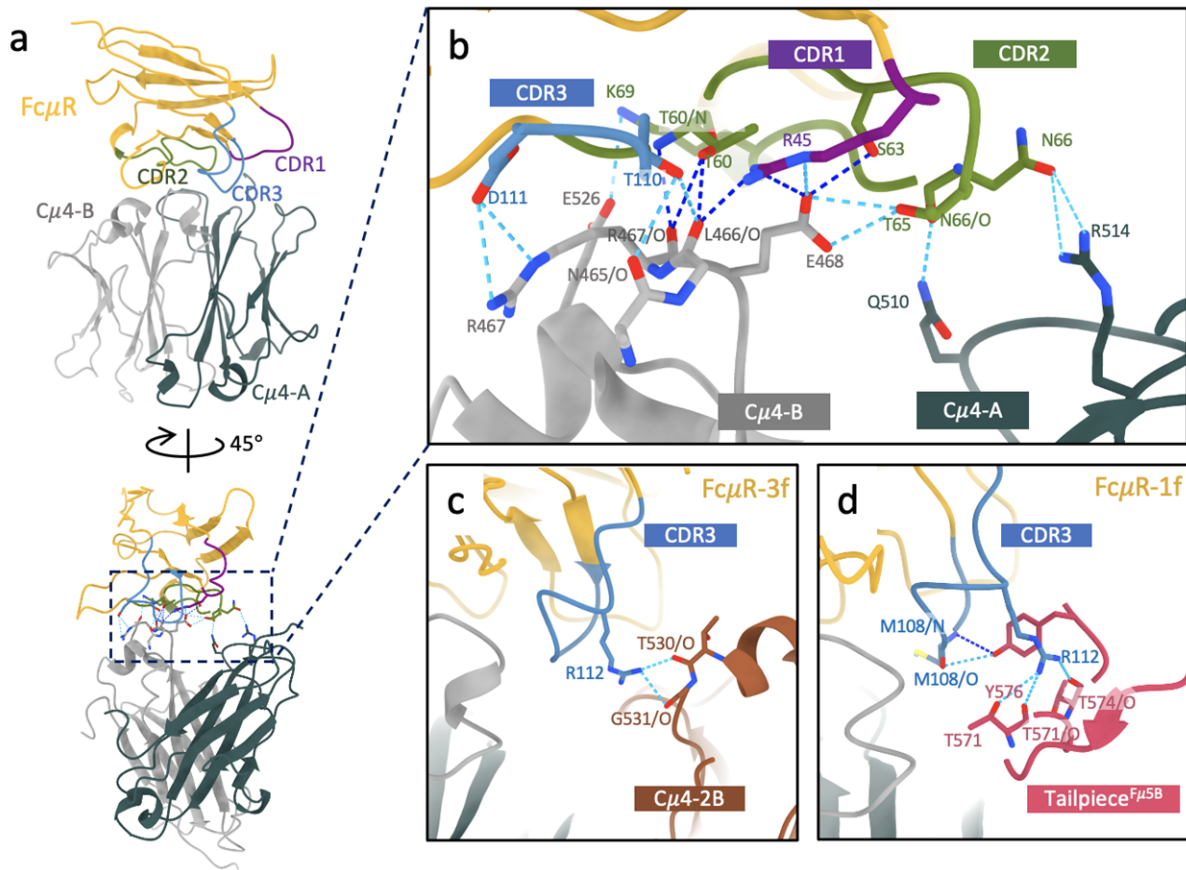 a
FcμR
CDR1
CDR2
CDR3
Cμ4-B
Cμ4-A
45°
b
CDR1
CDR2
CDR3
K69
T60/N
T60
R45
S63
N66
T110
D111
E526
R467/O
L466/O
T65
N66/O
R514
N465/O
E468
R467
Q510
Cμ4-B
Cμ4-A
c
FcμR-3f
CDR3
T530/O
R112
G531/O
Cμ4-2B
d
FcμR-1f
CDR3
M108/N
R112
M108/O
Y576
T574/O
T571
T571/O
Tailpiece^Fμ5B